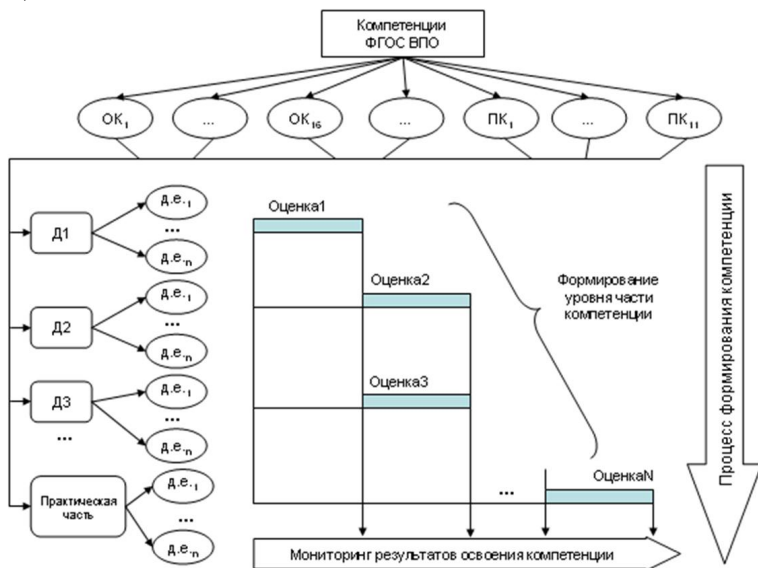 Компетенции
ФГОС ВПО
ОК1
...
ОК16
...
ПК1
...
ПК11
Д1
д.е.1
...
д.е.n
Д2
д.е.1
...
д.е.n
Д3
...
д.е.1
...
д.е.n
Практическая
часть
д.е.1
...
д.е.n
Оценка1
Оценка2
Оценка3
...
ОценкаN
Формирование
уровня части
компетенции
Процесс формирования компетенции
Мониторинг результатов освоения компетенции